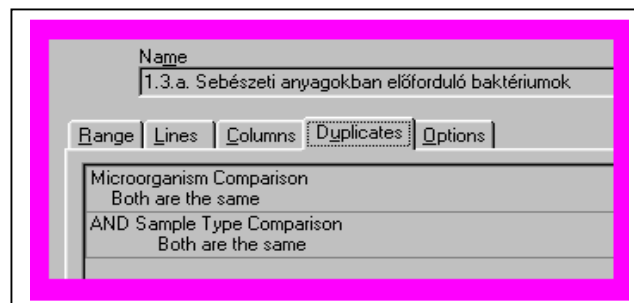 Name
1.3.a. Sebészeti anyagokban előforduló baktériumok
Range Lines Columns Duplicates Options
Microorganism Comparison
Both are the same
AND Sample Type Comparison
Both are the same